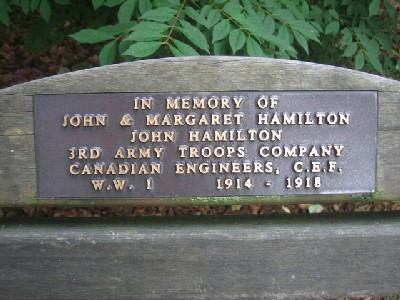 IN MEMORY OF
JOHN & MARGARET HAMILTON
JOHN HAMILTON
3RD ARMY TROOPS COMPANY
CANADIAN ENGINEERS, C.E.F.
W.W. 1 1914 - 1918